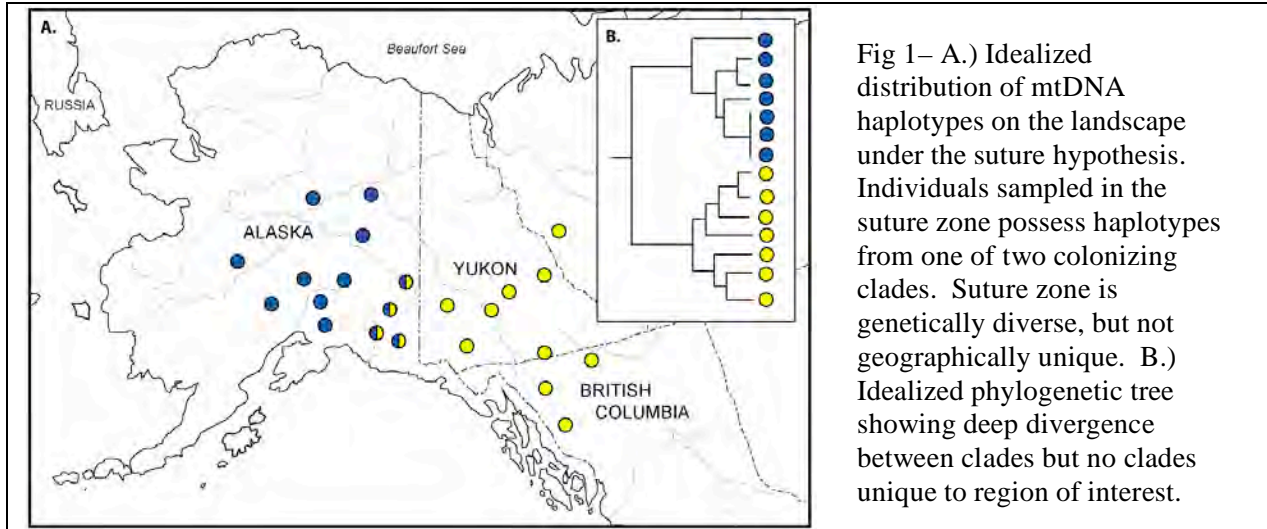 A.
Beaufort Sea
B.
RUSSIA
ALASKA
YUKON
BRITISH
COLUMBIA
Fig 1– A.) Idealized
distribution of mtDNA
haplotypes on the landscape
under the suture hypothesis.
Individuals sampled in the
suture zone possess haplotypes
from one of two colonizing
clades.  Suture zone is
genetically diverse, but not
geographically unique.  B.)
Idealized phylogenetic tree
showing deep divergence
between clades but no clades
unique to region of interest.